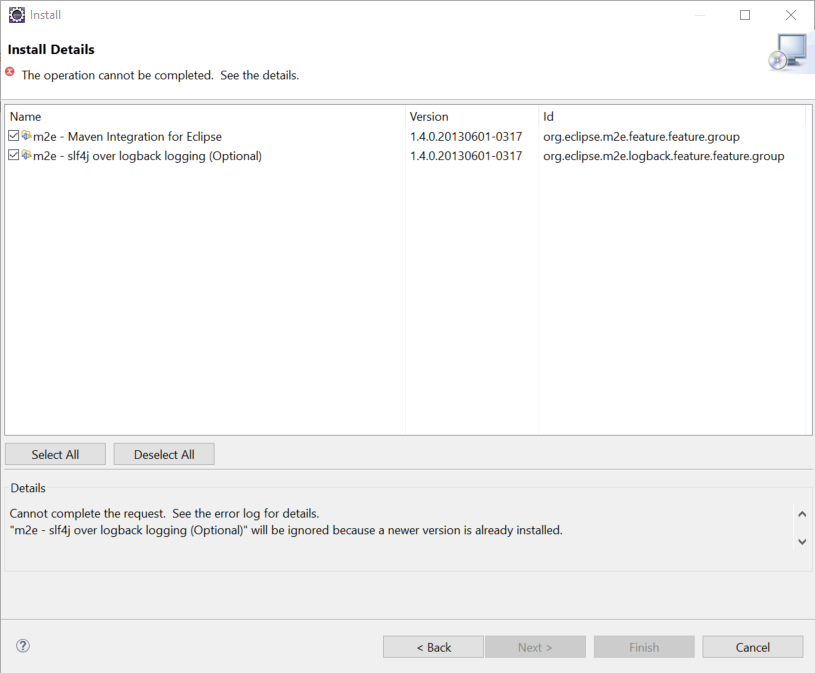 Install
Install Details
The operation cannot be completed.  See the details.
Name Version Id
m2e - Maven Integration for Eclipse 1.4.0.20130601-0317 org.eclipse.m2e.feature.feature.group
m2e - slf4j over logback logging (Optional) 1.4.0.20130601-0317 org.eclipse.m2e.logback.feature.feature.group
Select All Deselect All
Details
Cannot complete the request.  See the error log for details.
"m2e - slf4j over logback logging (Optional)" will be ignored because a newer version is already installed.
? < Back Next > Finish Cancel